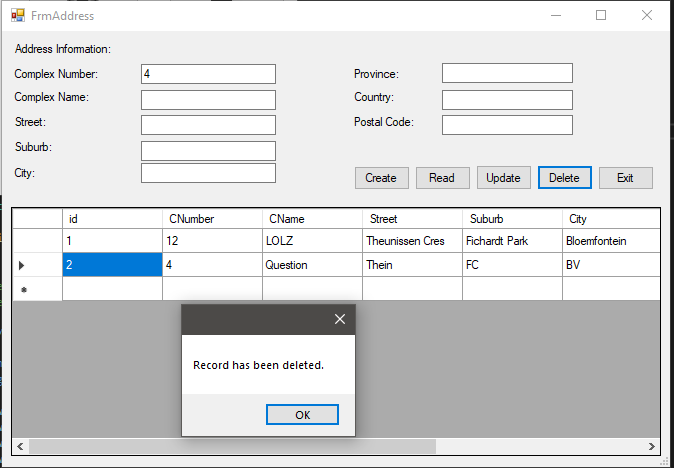 FrmAddress
Address Information:
Complex Number: 4 Province:
Complex Name: Country:
Street: Postal Code:
Suburb:
City:
Create Read Update Delete Exit
id CNumber CName Street Suburb City
1 12 LOLZ Theunissen Cres Fichardt Park Bloemfontein
2 4 Question Thein FC BV
Record has been deleted.
OK